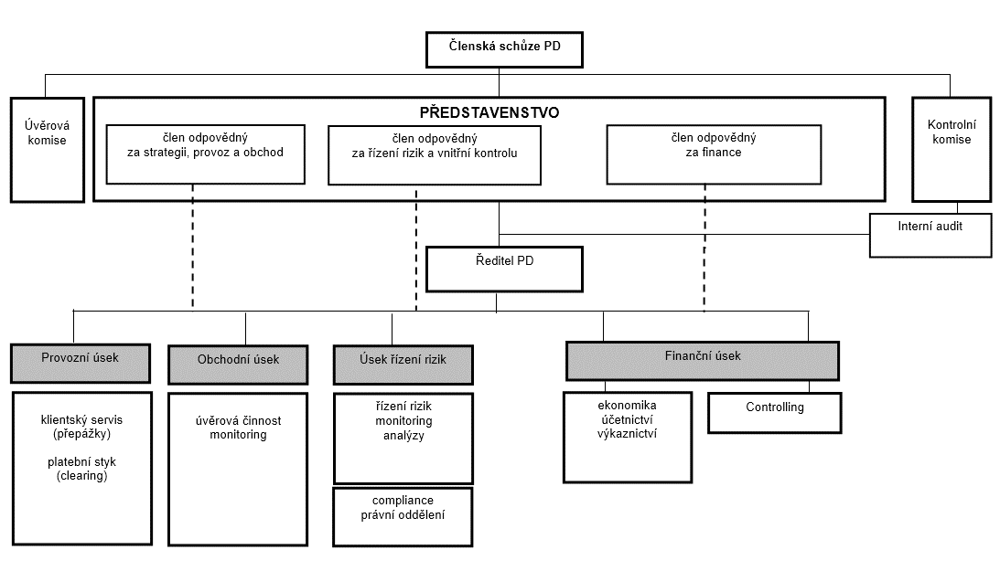 Členská schůze PD
Úvěrová
komise
PŘEDSTAVENSTVO
člen odpovědný
za strategii, provoz a obchod
člen odpovědný
za řízení rizik a vnitřní kontrolu
člen odpovědný
za finance
Kontrolní
komise
Interní audit
Ředitel PD
Provozní úsek
Obchodní úsek
Úsek řízení rizik
Finanční úsek
klientský servis
(přepážky)
platební styk
(clearing)
úvěrová činnost
monitoring
řízení rizik
monitoring
analýzy
compliance
právní oddělení
ekonomika
účetnictví
výkaznictví
Controlling